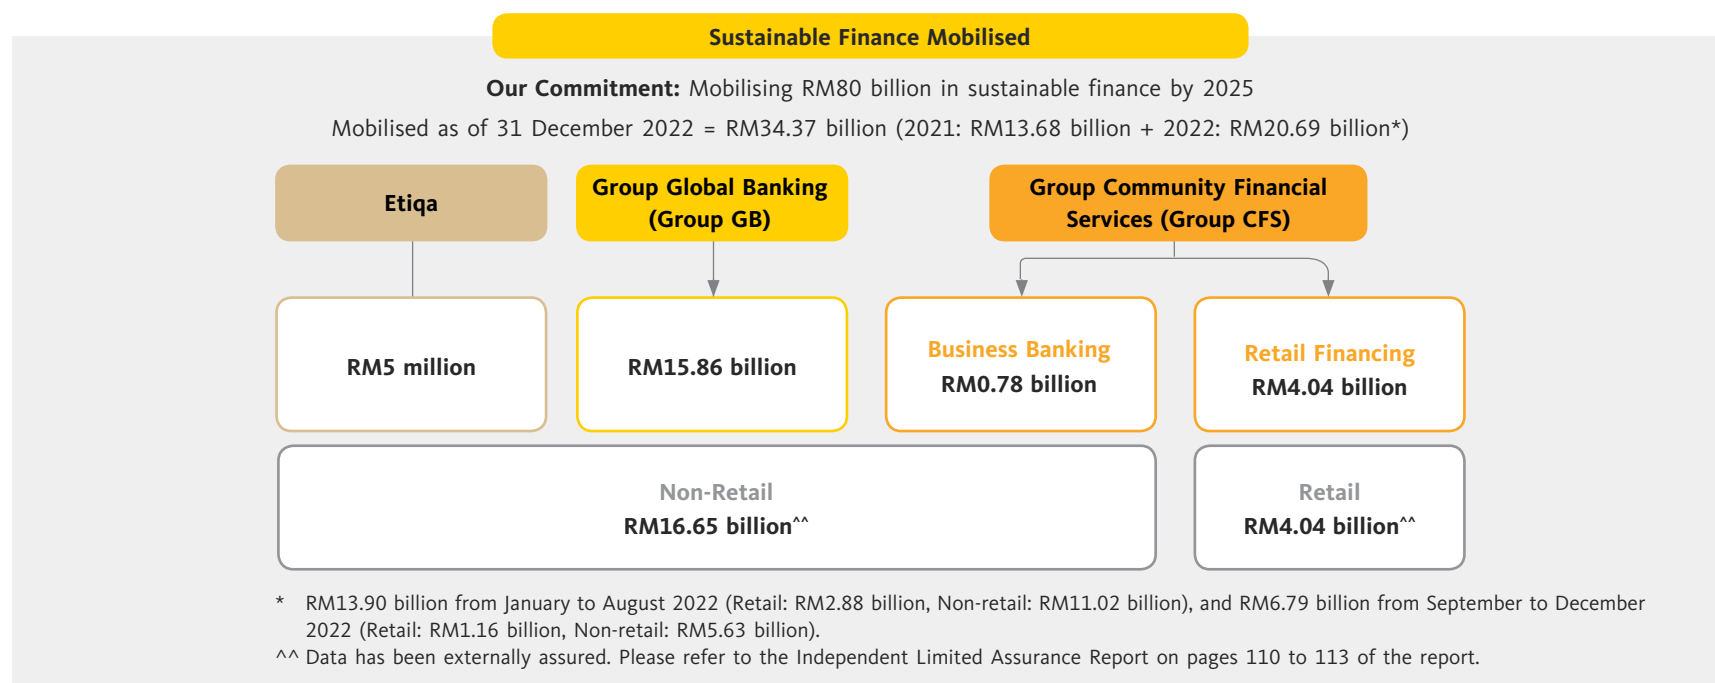 Sustainable Finance Mobilised
Our Commitment: Mobilising RM80 billion in sustainable finance by 2025
Mobilised as of 31 December 2022 = RM34.37 billion (2021: RM13.68 billion + 2022: RM20.69 billion*)
Etiqa
Group Global Banking
(Group GB)
Group Community Financial
Services (Group CFS)
RM5 million
RM15.86 billion
Business Banking
RM0.78 billion
Retail Financing
RM4.04 billion
Non-Retail
RM16.65 billion^^
Retail
RM4.04 billion^^
* RM13.90 billion from January to August 2022 (Retail: RM2.88 billion, Non-retail: RM11.02 billion), and RM6.79 billion from September to December
2022 (Retail: RM1.16 billion, Non-retail: RM5.63 billion).
^^ Data has been externally assured. Please refer to the Independent Limited Assurance Report on pages 110 to 113 of the report.